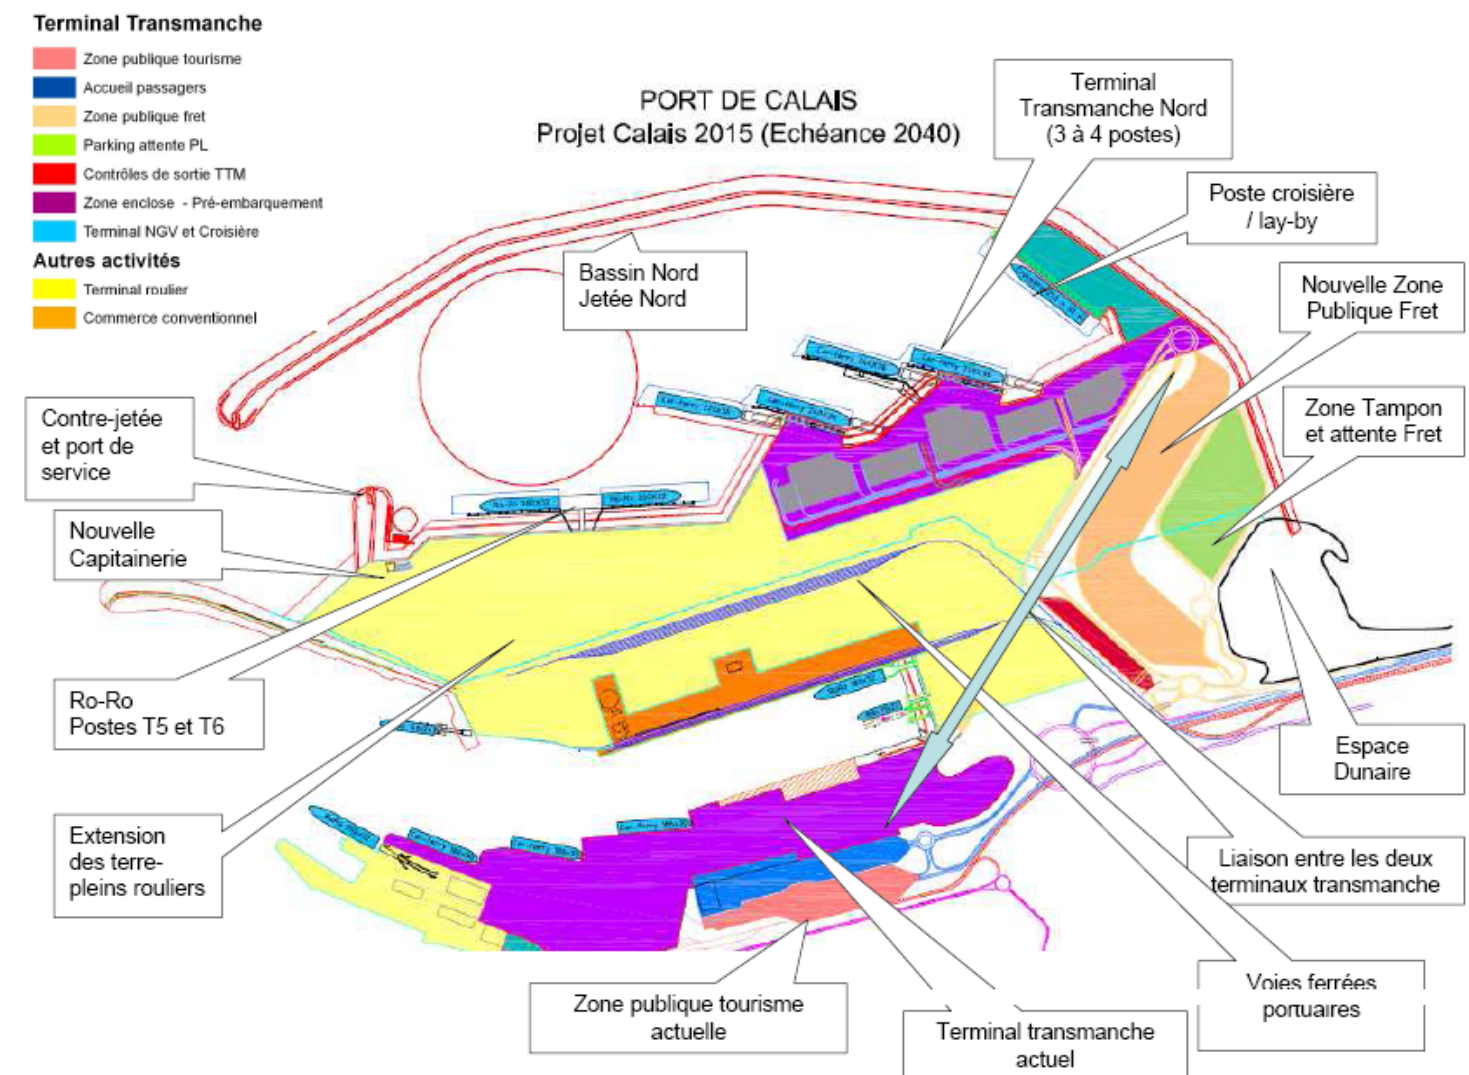 Terminal Transmanche
Zone publique tourisme
Accueil passagers
Zone publique fret
Parking attente PL
Contrôles de sortie TTM
Zone enclose - Pré-embarquement
Terminal NGV et Croisière
Autres activités
Terminal roulier
Commerce conventionnel
PORT DE CALAIS
Projet Calais 2015 (Echéance 2040)
Terminal
Transmanche Nord
(3 à 4 postes)
Poste croisière
/ lay-by
Bassin Nord
Jetée Nord
Nouvelle Zone
Publique Fret
Contre-jetée
et port de
service
Zone Tampon
et attente Fret
Nouvelle
Capitainerie
Ro-Ro
Postes T5 et T6
Espace
Dunaire
Extension
des terre-
pleins rouliers
Liaison entre les deux
terminaux transmanche
Zone publique tourisme
actuelle
Voies ferrées
portuaires
Terminal transmanche
actuel